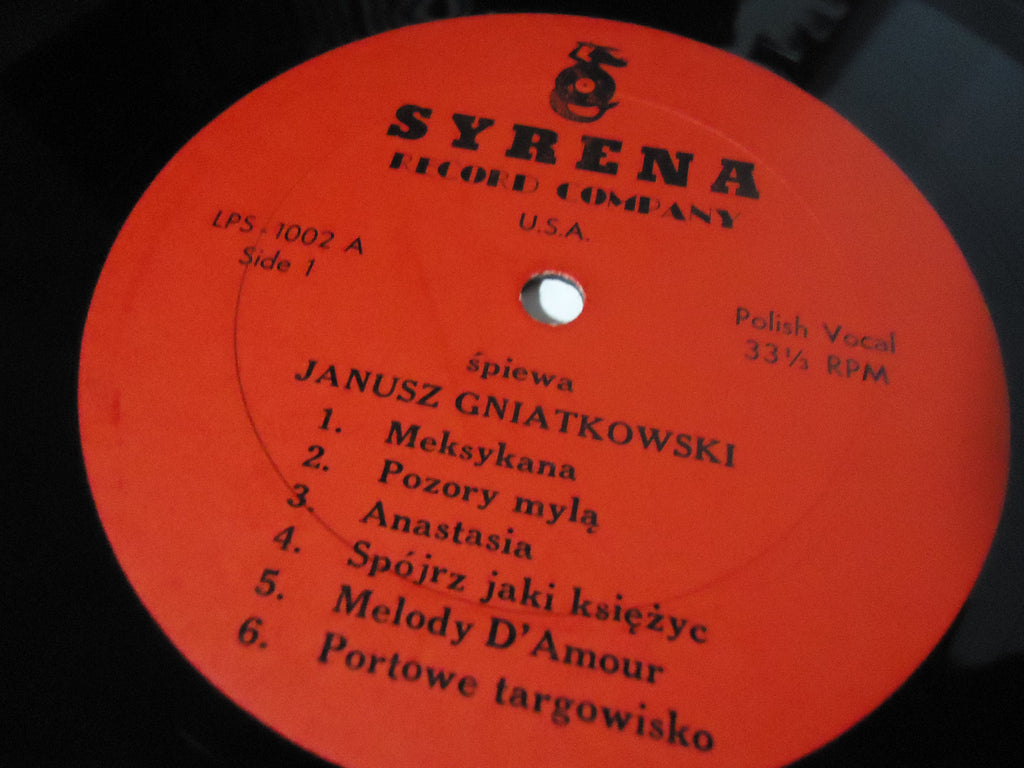 SYRENA
RECORD COMPANY
U.S.A.
LPS - 1002 A
Side 1
Polish Vocal
33⅓ RPM
śpiewa
JANUSZ GNIATKOWSKI
1. Meksykana
2. Pozory mylą
3. Anastasia
4. Spójrz jaki księżyc
5. Melody D'Amour
6. Portowe targowisko